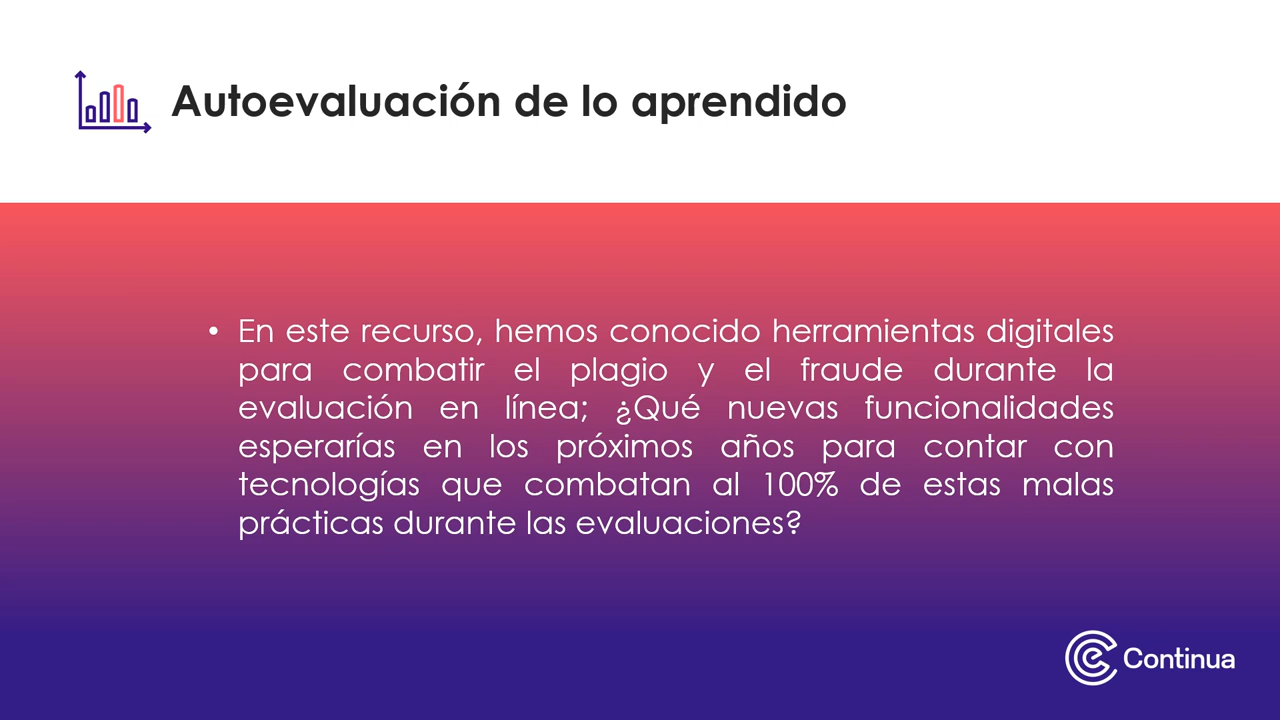 Autoevaluación de lo aprendido
• En este recurso, hemos conocido herramientas digitales
para combatir el plagio y el fraude durante la
evaluación en línea; ¿Qué nuevas funcionalidades
esperarías en los próximos años para contar con
tecnologías que combatan al 100% de estas malas
prácticas durante las evaluaciones?
Continua